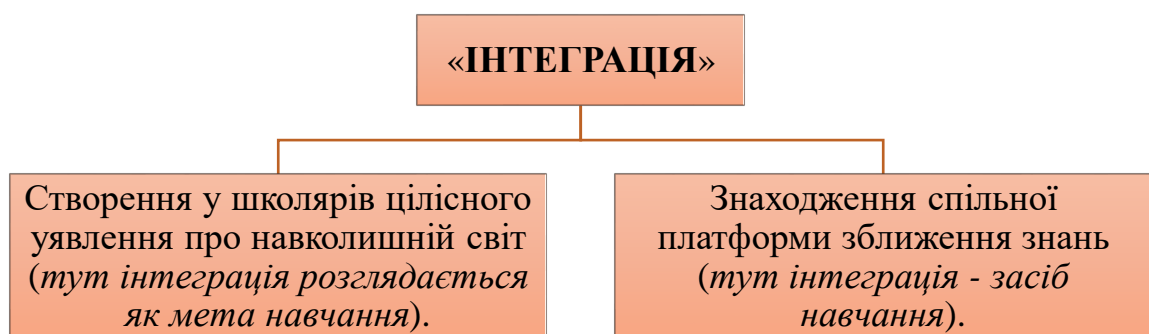 «ІНТЕГРАЦІЯ»
Створення у школярів цілісного
уявлення про навколишній світ
(тут інтеграція розглядається
як мета навчання).
Знаходження спільної
платформи зближення знань
(тут інтеграція - засіб
навчання).